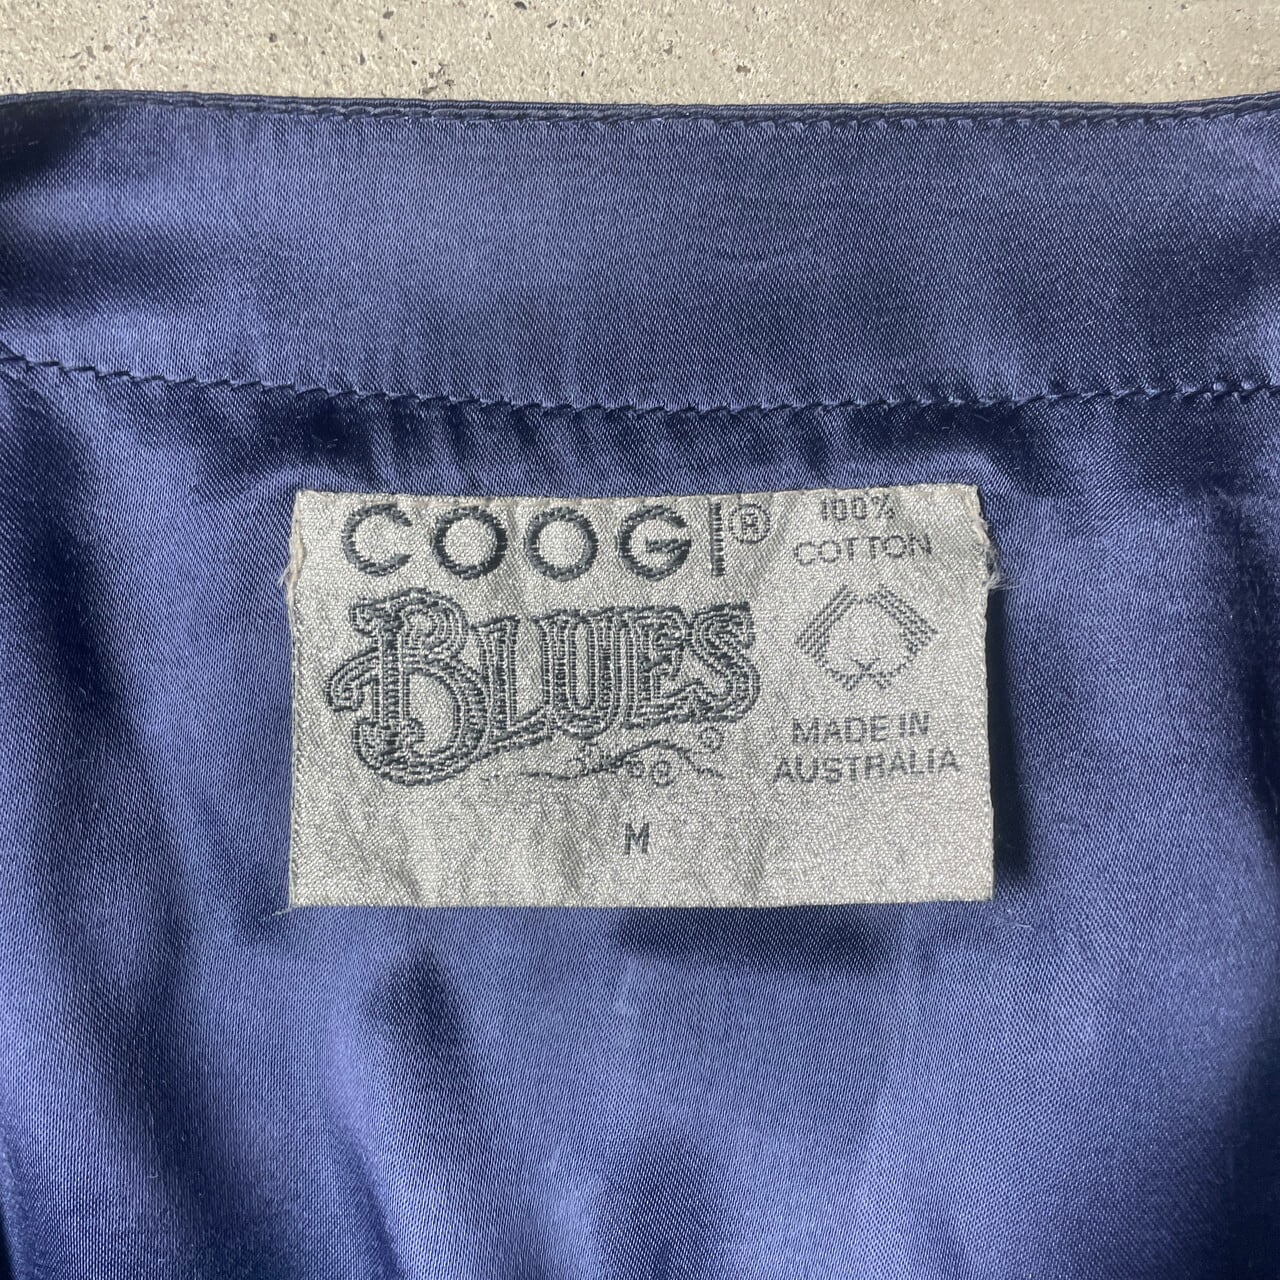 COOGI®
BLUES
®
M
100%
COTTON
MADE IN
AUSTRALIA